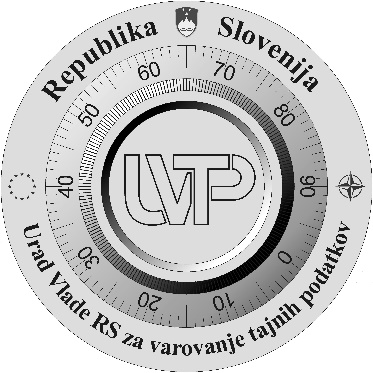 Republika Slovenija
60 70
50 80
40 UVTP 90
30 0
20 10
Urad Vlade RS za varovanje tajnih podatkov